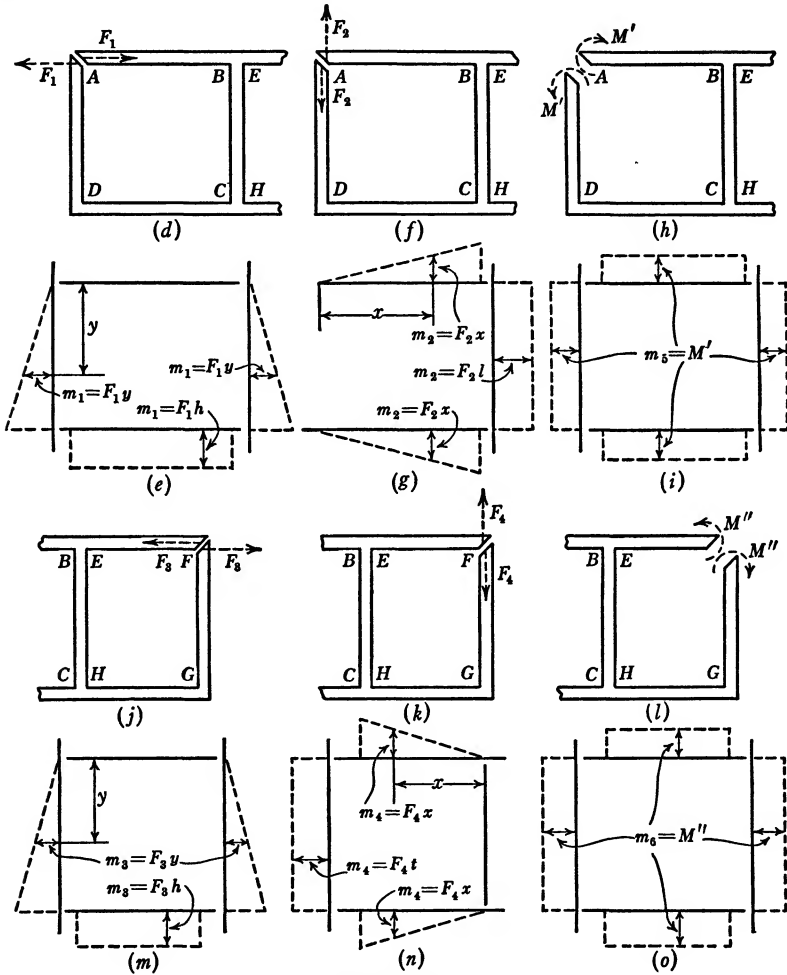 F₁ F₂ M′
F₁ A B E A F₂ B E M′ A B E
D C H D C H D C H
(d) (f) (h)
y x m₂=F₂x
m₁=F₁y m₁=F₁y m₂=F₂l m₅=M′
m₁=F₁h m₂=F₂x
(e) (g) (i)
F₄ M″
B E F₃ F F₃ B E F F₄ B E M″
C H G C H G C H G
(j) (k) (l)
y x m₄=F₄x
m₃=F₃y m₄=F₄t m₆=M″
m₃=F₃h m₄=F₄x
(m) (n) (o)